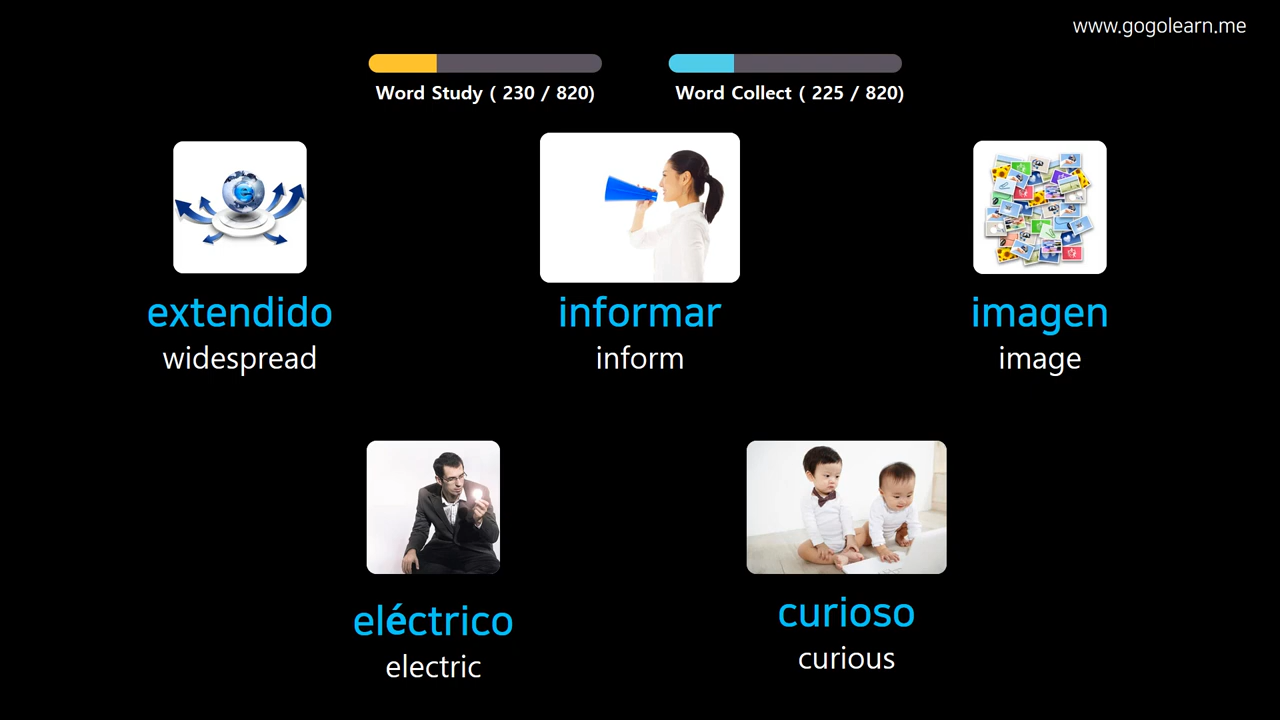 www.gogolearn.me
Word Study ( 230 / 820)
Word Collect ( 225 / 820)
extendido
widespread
informar
inform
imagen
image
eléctrico
electric
curioso
curious